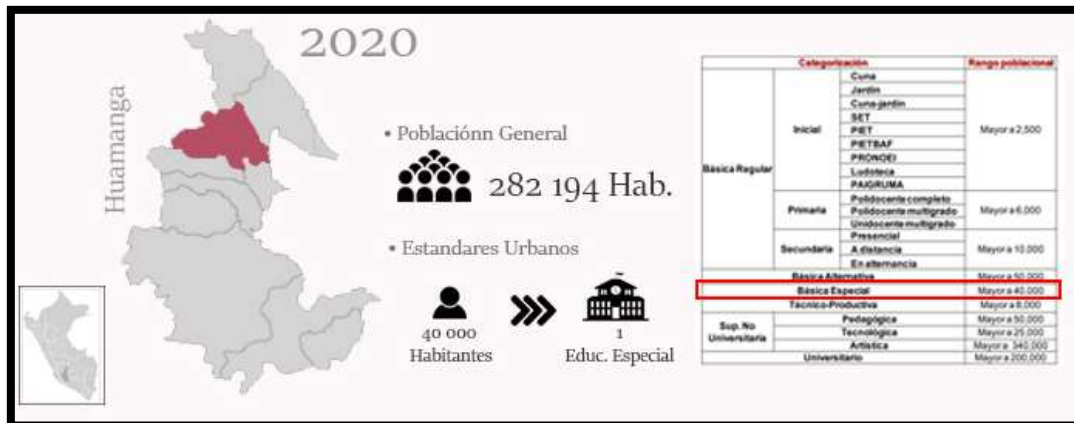 2020
Huamanga
• Poblaciónn General
282 194 Hab.
• Estandares Urbanos
40 000
Habitantes
1
Educ. Especial
Categorización Rango poblacional
Básica Regular
Inicial
Cuna
Jardín
Cuna-jardín
SET
PIET
PIETBAF
PRONOEI
Ludoteca
PAIGRUMA
Mayor a 2,500
Primaria
Polidocente completo
Polidocente multigrado
Unidocente multigrado
Mayor a 6,000
Secundaria
Presencial
A distancia
En alternancia
Mayor a 10,000
Básica Alternativa Mayor a 50,000
Básica Especial Mayor a 40,000
Técnico-Productiva Mayor a 8,000
Sup. No
Universitaria
Pedagógica Mayor a 50,000
Tecnológica Mayor a 25,000
Artística Mayor a 340,000
Universitario Mayor a 200,000